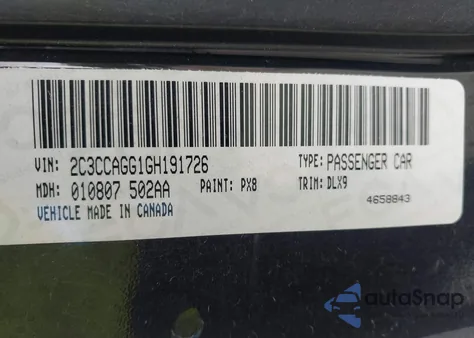 VIN: 2C3CCAGG1GH191726 TYPE: PASSENGER CAR
MDH: 010807 502AA PAINT: PX8 TRIM: DLX9
VEHICLE MADE IN CANADA 4658843
autoSnap